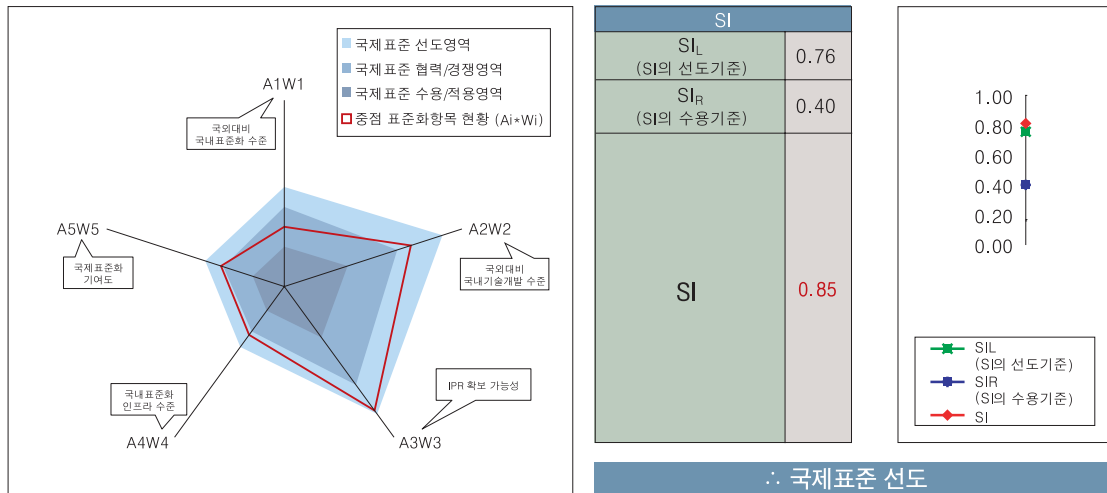 국제표준 선도영역
국제표준 협력/경쟁영역
국제표준 수용/적용영역
중점 표준화항목 현황 (Ai*Wi)
A1W1
국외대비
국내표준화 수준
A2W2
국외대비
국내기술개발 수준
IPR 확보 가능성
A3W3
국내표준화
인프라 수준
A4W4
A5W5
국제표준화
기여도
SI
SIL
(SI의 선도기준)
0.76
SIR
(SI의 수용기준)
0.40
SI
0.85
1.00
0.80
0.60
0.40
0.20
0.00
SIL
(SI의 선도기준)
SIR
(SI의 수용기준)
SI
∴ 국제표준 선도